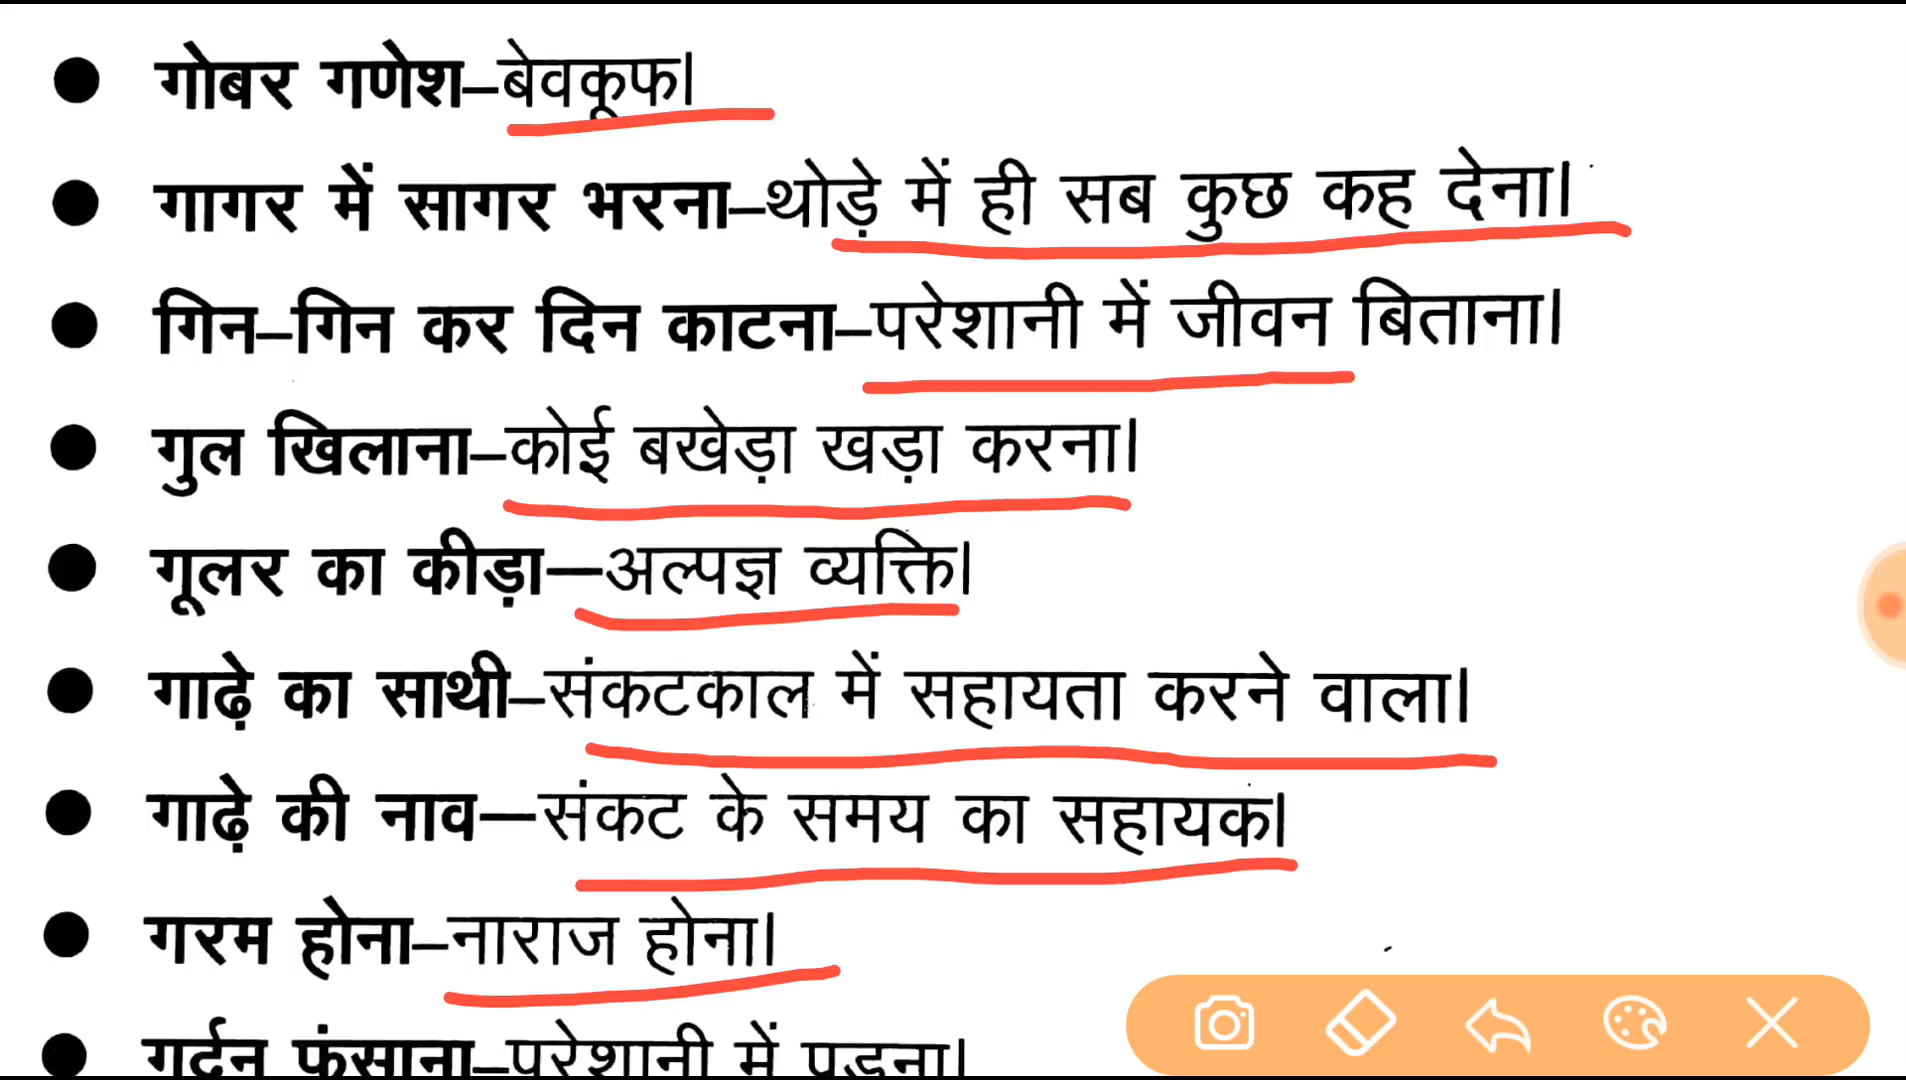 ● गोबर गणेश–बेवकूफ।
● गागर में सागर भरना–थोड़े में ही सब कुछ कह देना।
● गिन–गिन कर दिन काटना–परेशानी में जीवन बिताना।
● गुल खिलाना–कोई बखेड़ा खड़ा करना।
● गूलर का कीड़ा—अल्पज्ञ व्यक्ति।
● गाढ़े का साथी–संकटकाल में सहायता करने वाला।
● गाढ़े की नाव—संकट के समय का सहायक।
● गरम होना–नाराज होना।
● गर्दन फंसाना–परेशानी में पड़ना।